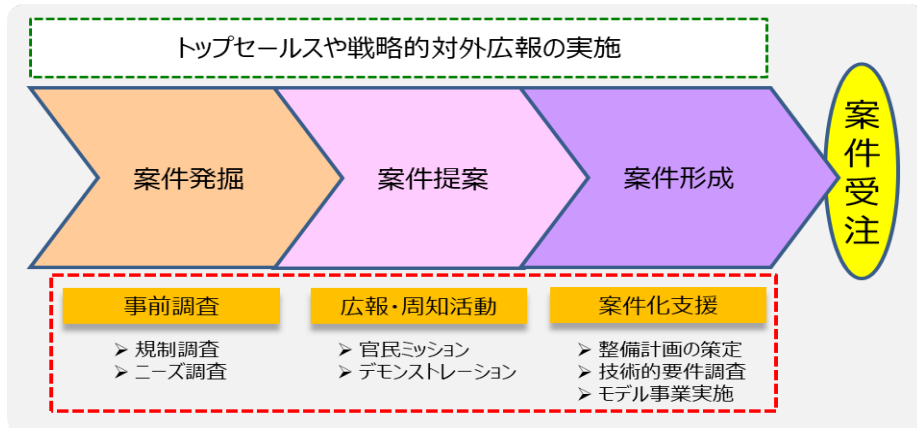 トップセールスや戦略的対外広報の実施
案件発掘
案件提案
案件形成
案件受注
事前調査
➢ 規制調査
➢ ニーズ調査
広報・周知活動
➢ 官民ミッション
➢ デモンストレーション
案件化支援
➢ 整備計画の策定
➢ 技術的要件調査
➢ モデル事業実施